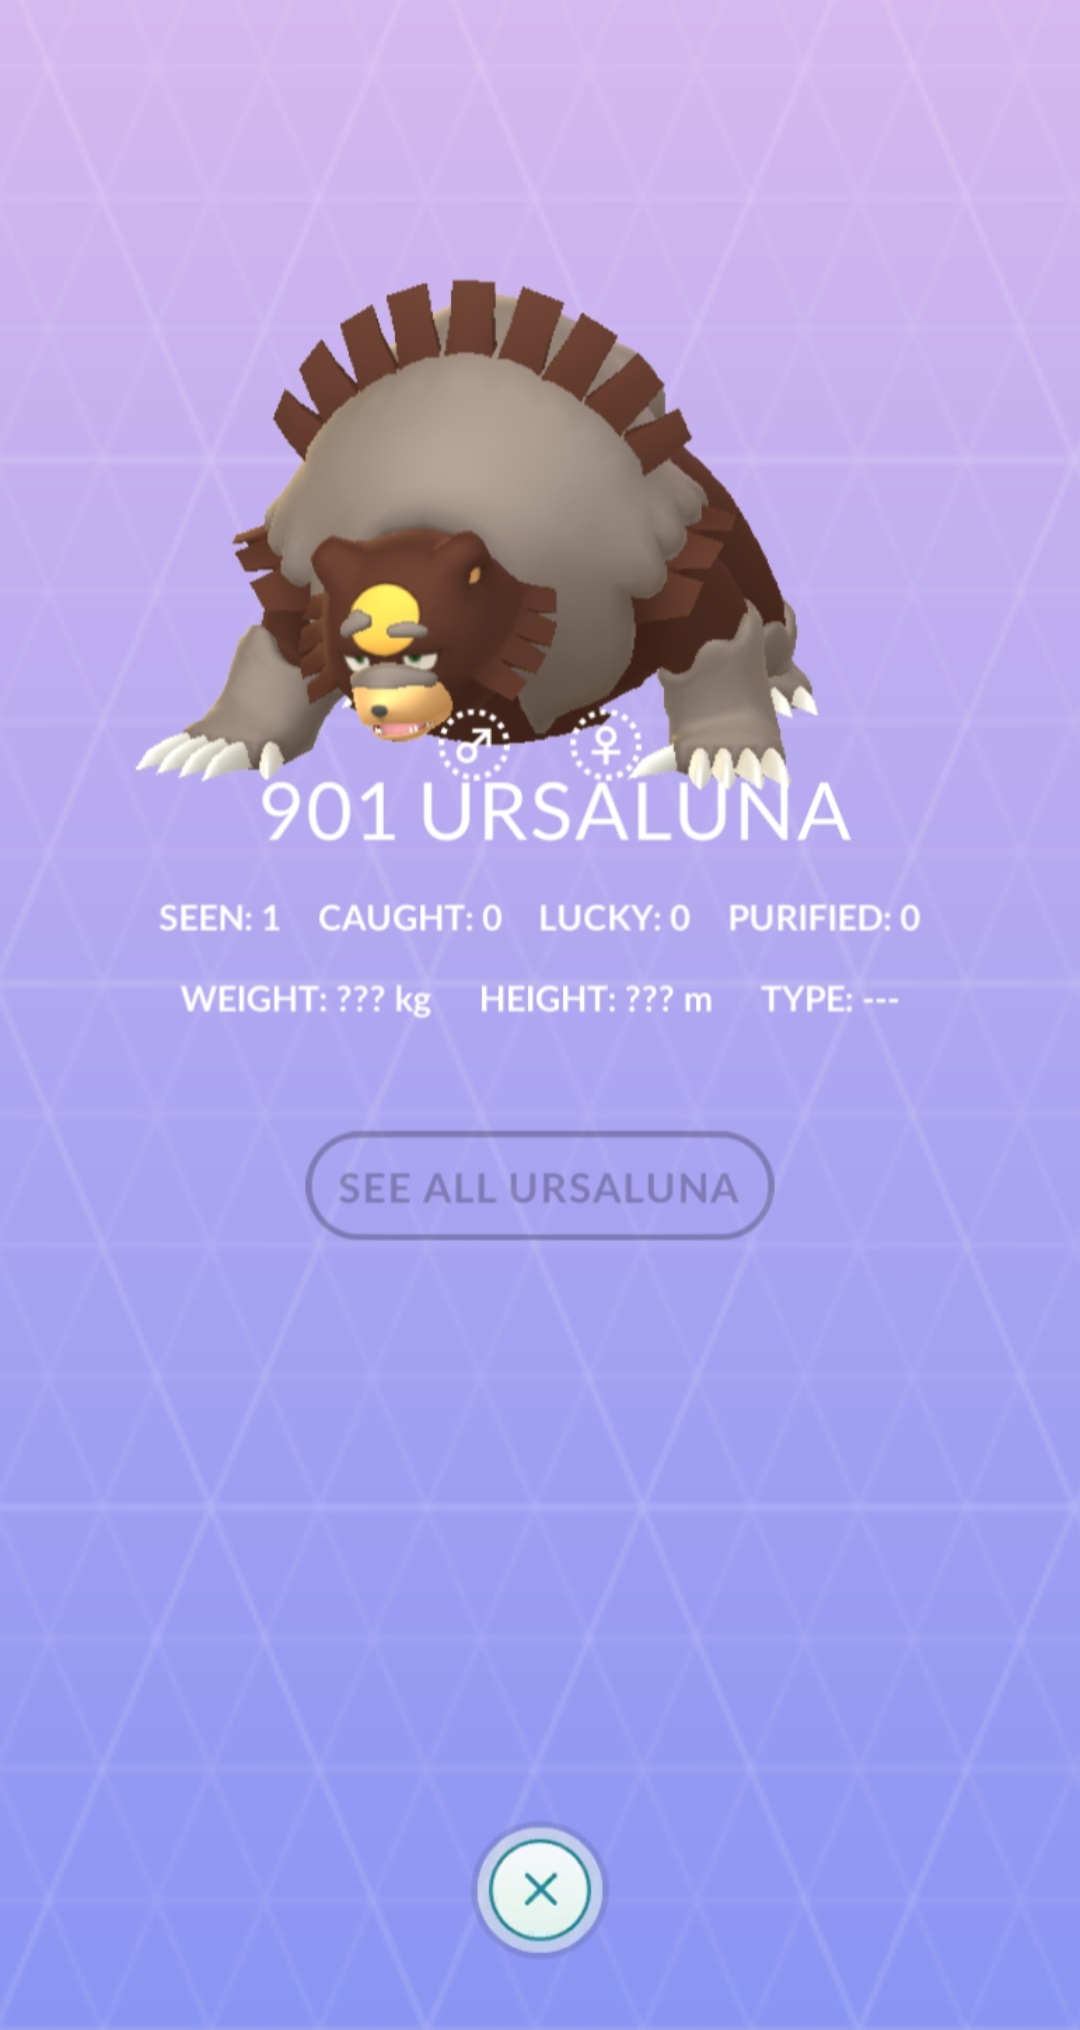 ♂ ♀
901 URSALUNA
SEEN: 1 CAUGHT: 0 LUCKY: 0 PURIFIED: 0
WEIGHT: ??? kg HEIGHT: ??? m TYPE: ---
SEE ALL URSALUNA